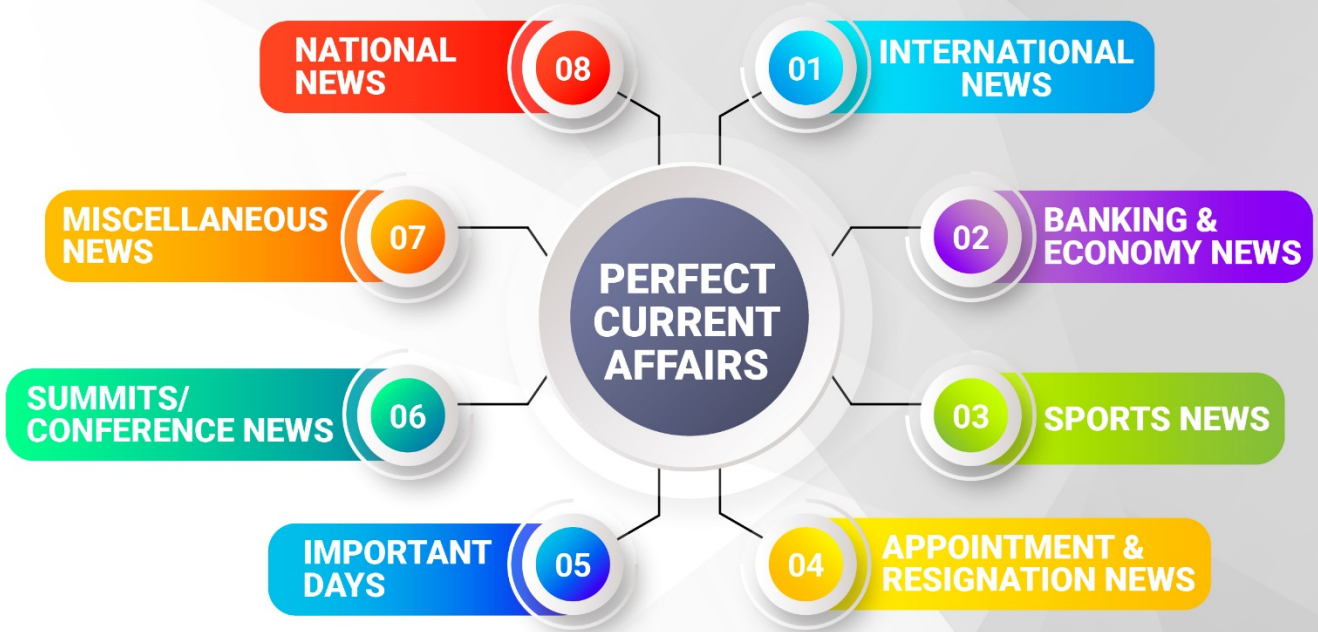 NATIONAL
NEWS
08
01
INTERNATIONAL
NEWS
MISCELLANEOUS
NEWS
07
02
BANKING &
ECONOMY NEWS
PERFECT
CURRENT
AFFAIRS
SUMMITS/
CONFERENCE NEWS
06
03
SPORTS NEWS
IMPORTANT
DAYS
05
04
APPOINTMENT &
RESIGNATION NEWS